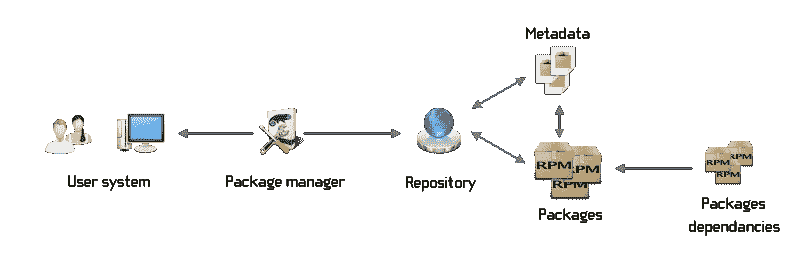 Metadata
User system
Package manager
Repository
RPM
RPM
RPM
Packages
RPM
RPM
RPM
Packages
dependancies